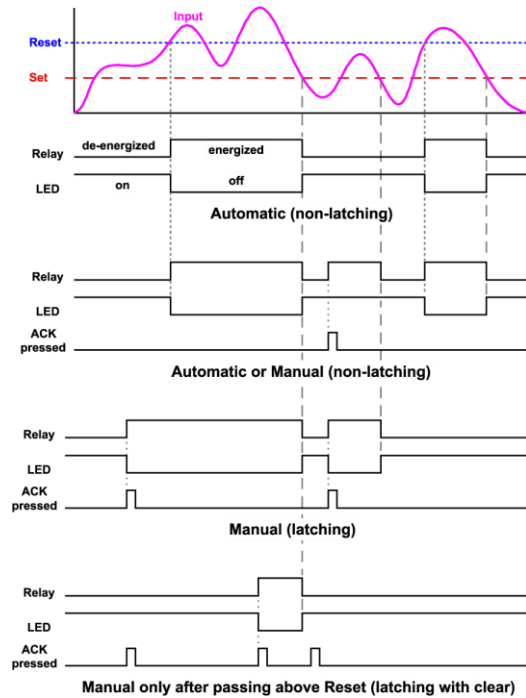 Input
Reset
Set
de-energized energized
Relay
LED
on off
Automatic (non-latching)
Relay
LED
ACK
pressed
Automatic or Manual (non-latching)
Relay
LED
ACK
pressed
Manual (latching)
Relay
LED
ACK
pressed
Manual only after passing above Reset (latching with clear)